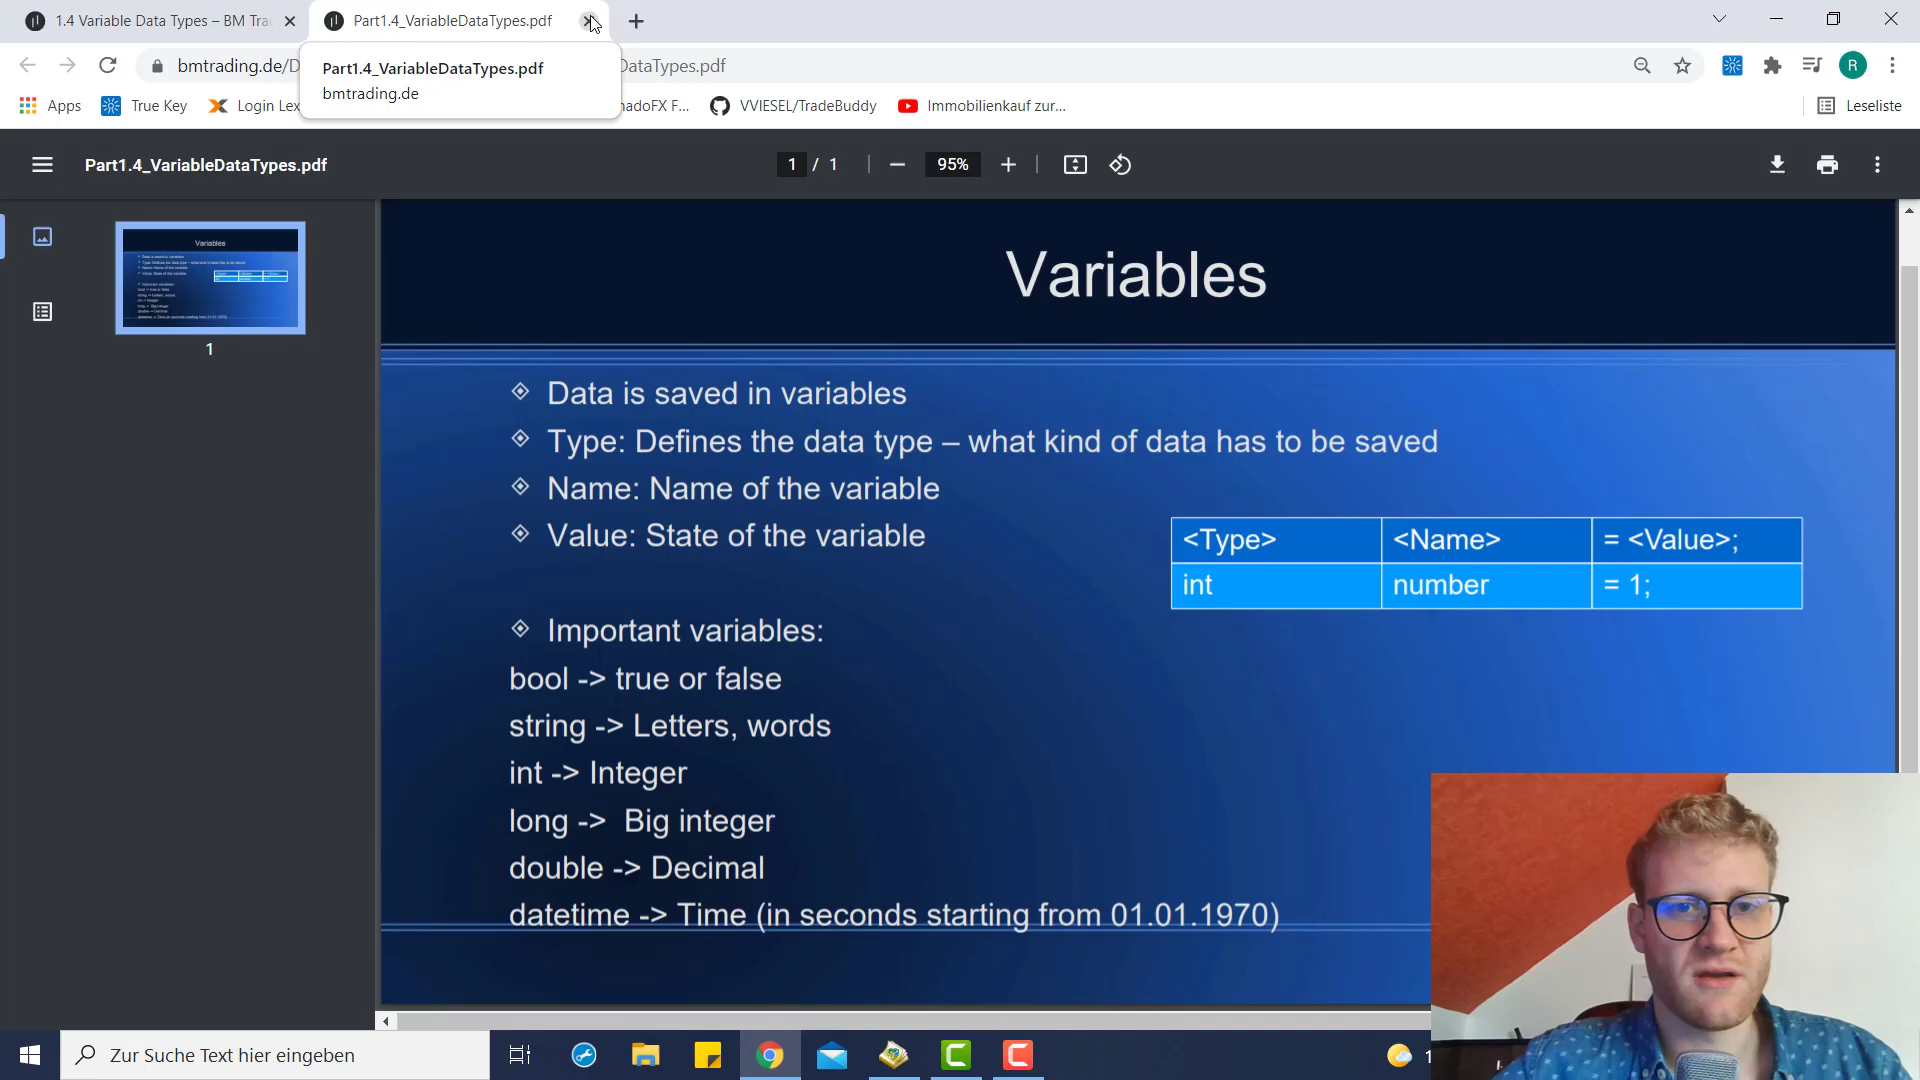 1.4 Variable Data Types – BM Tra
Part1.4_VariableDataTypes.pdf
bmtrading.de/D
DataTypes.pdf
R
Part1.4_VariableDataTypes.pdf
bmtrading.de
Apps
True Key
Login Lex
nadoFX F...
VVIESEL/TradeBuddy
Immobilienkauf zur...
Leseliste
Part1.4_VariableDataTypes.pdf
1 / 1
95%
1
Variables
Data is saved in variables
Type: Defines the data type – what kind of data has to be saved
Name: Name of the variable
Value: State of the variable
<Type> <Name> = <Value>;
int number = 1;
Important variables:
bool -> true or false
string -> Letters, words
int -> Integer
long -> Big integer
double -> Decimal
datetime -> Time (in seconds starting from 01.01.1970)
Zur Suche Text hier eingeben